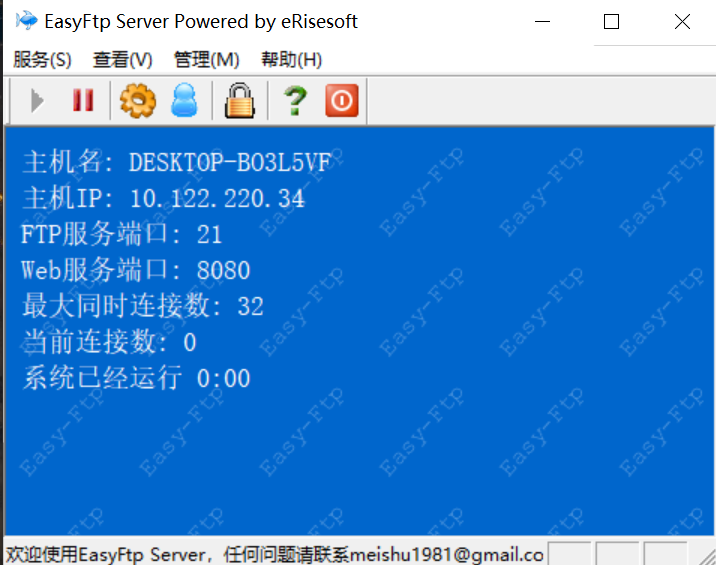 EasyFtp Server Powered by eRisesoft
服务(S) 查看(V) 管理(M) 帮助(H)
主机名: DESKTOP-BO3L5VF
主机IP: 10.122.220.34
FTP服务端口: 21
Web服务端口: 8080
最大同时连接数: 32
当前连接数: 0
系统已经运行 0:00
Easy-Ftp
欢迎使用EasyFtp Server，任何问题请联系meishu1981@gmail.co